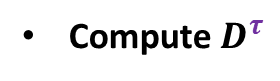 • Compute D^τ